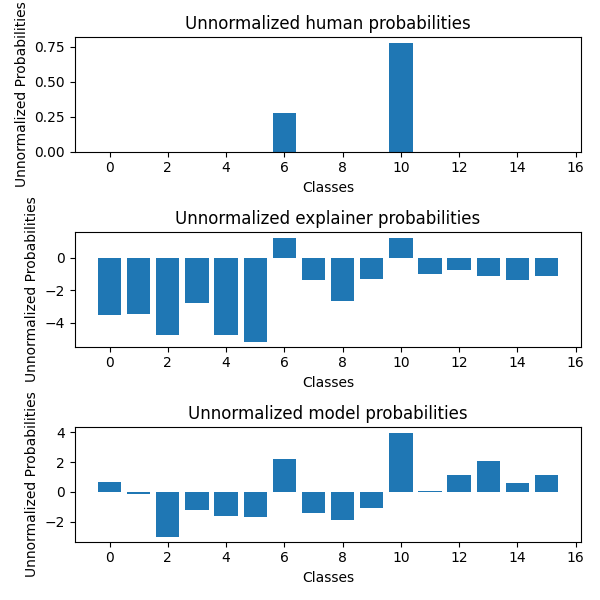 Unnormalized human probabilities
Unnormalized Probabilities
0.75
0.50
0.25
0.00
0 2 4 6 8 10 12 14 16
Classes
Unnormalized explainer probabilities
Unnormalized Probabilities
0
−2
−4
0 2 4 6 8 10 12 14 16
Classes
Unnormalized model probabilities
Unnormalized Probabilities
4
2
0
−2
0 2 4 6 8 10 12 14 16
Classes